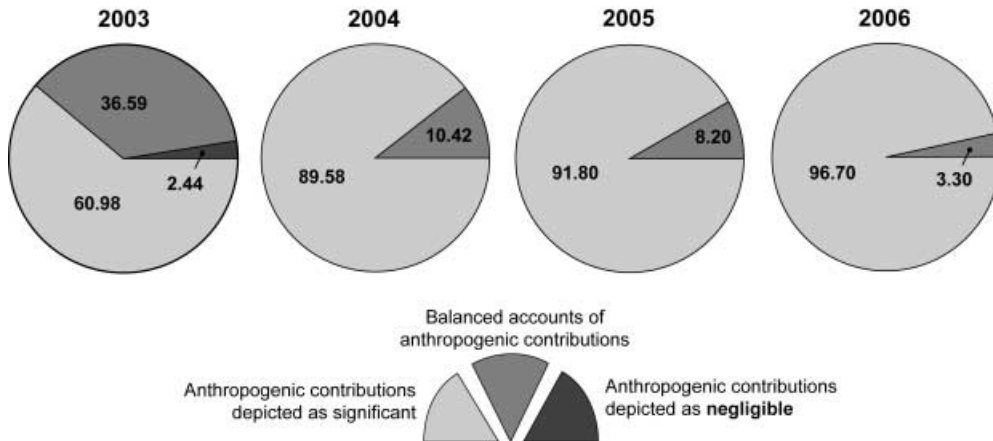 2003
2004
2005
2006
36.59
2.44
60.98
10.42
89.58
8.20
91.80
3.30
96.70
Balanced accounts of
anthropogenic contributions
Anthropogenic contributions
depicted as significant
Anthropogenic contributions
depicted as negligible